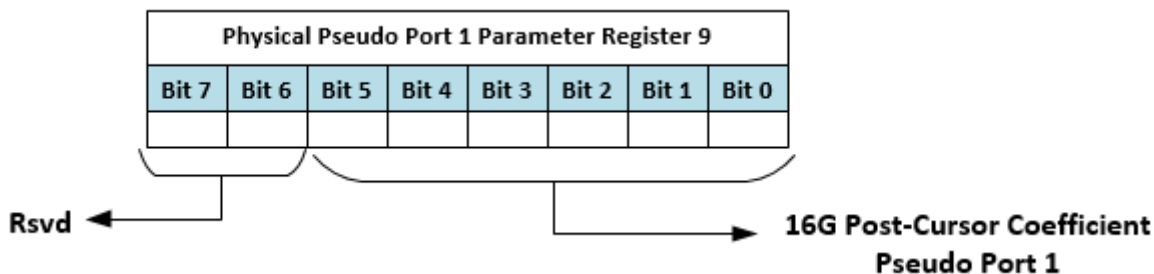 Physical Pseudo Port 1 Parameter Register 9
Bit 7 Bit 6 Bit 5 Bit 4 Bit 3 Bit 2 Bit 1 Bit 0
Rsvd
16G Post-Cursor Coefficient
Pseudo Port 1